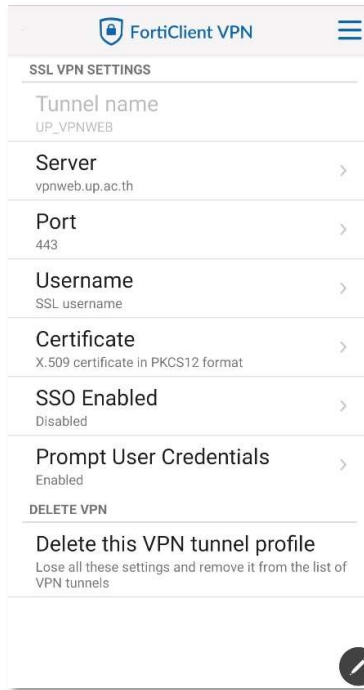 FortiClient VPN
SSL VPN SETTINGS
Tunnel name
UP_VPNWEB
Server
vpnweb.up.ac.th
Port
443
Username
SSL username
Certificate
X.509 certificate in PKCS12 format
SSO Enabled
Disabled
Prompt User Credentials
Enabled
DELETE VPN
Delete this VPN tunnel profile
Lose all these settings and remove it from the list of
VPN tunnels